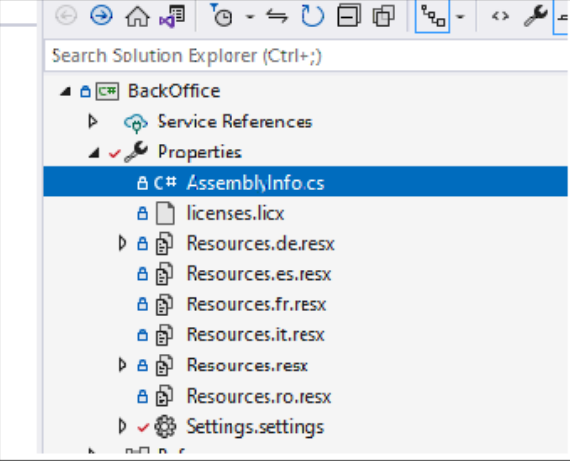 Search Solution Explorer (Ctrl+;)
BackOffice
Service References
Properties
C# AssemblyInfo.cs
licenses.licx
Resources.de.resx
Resources.es.resx
Resources.fr.resx
Resources.it.resx
Resources.resx
Resources.ro.resx
Settings.settings